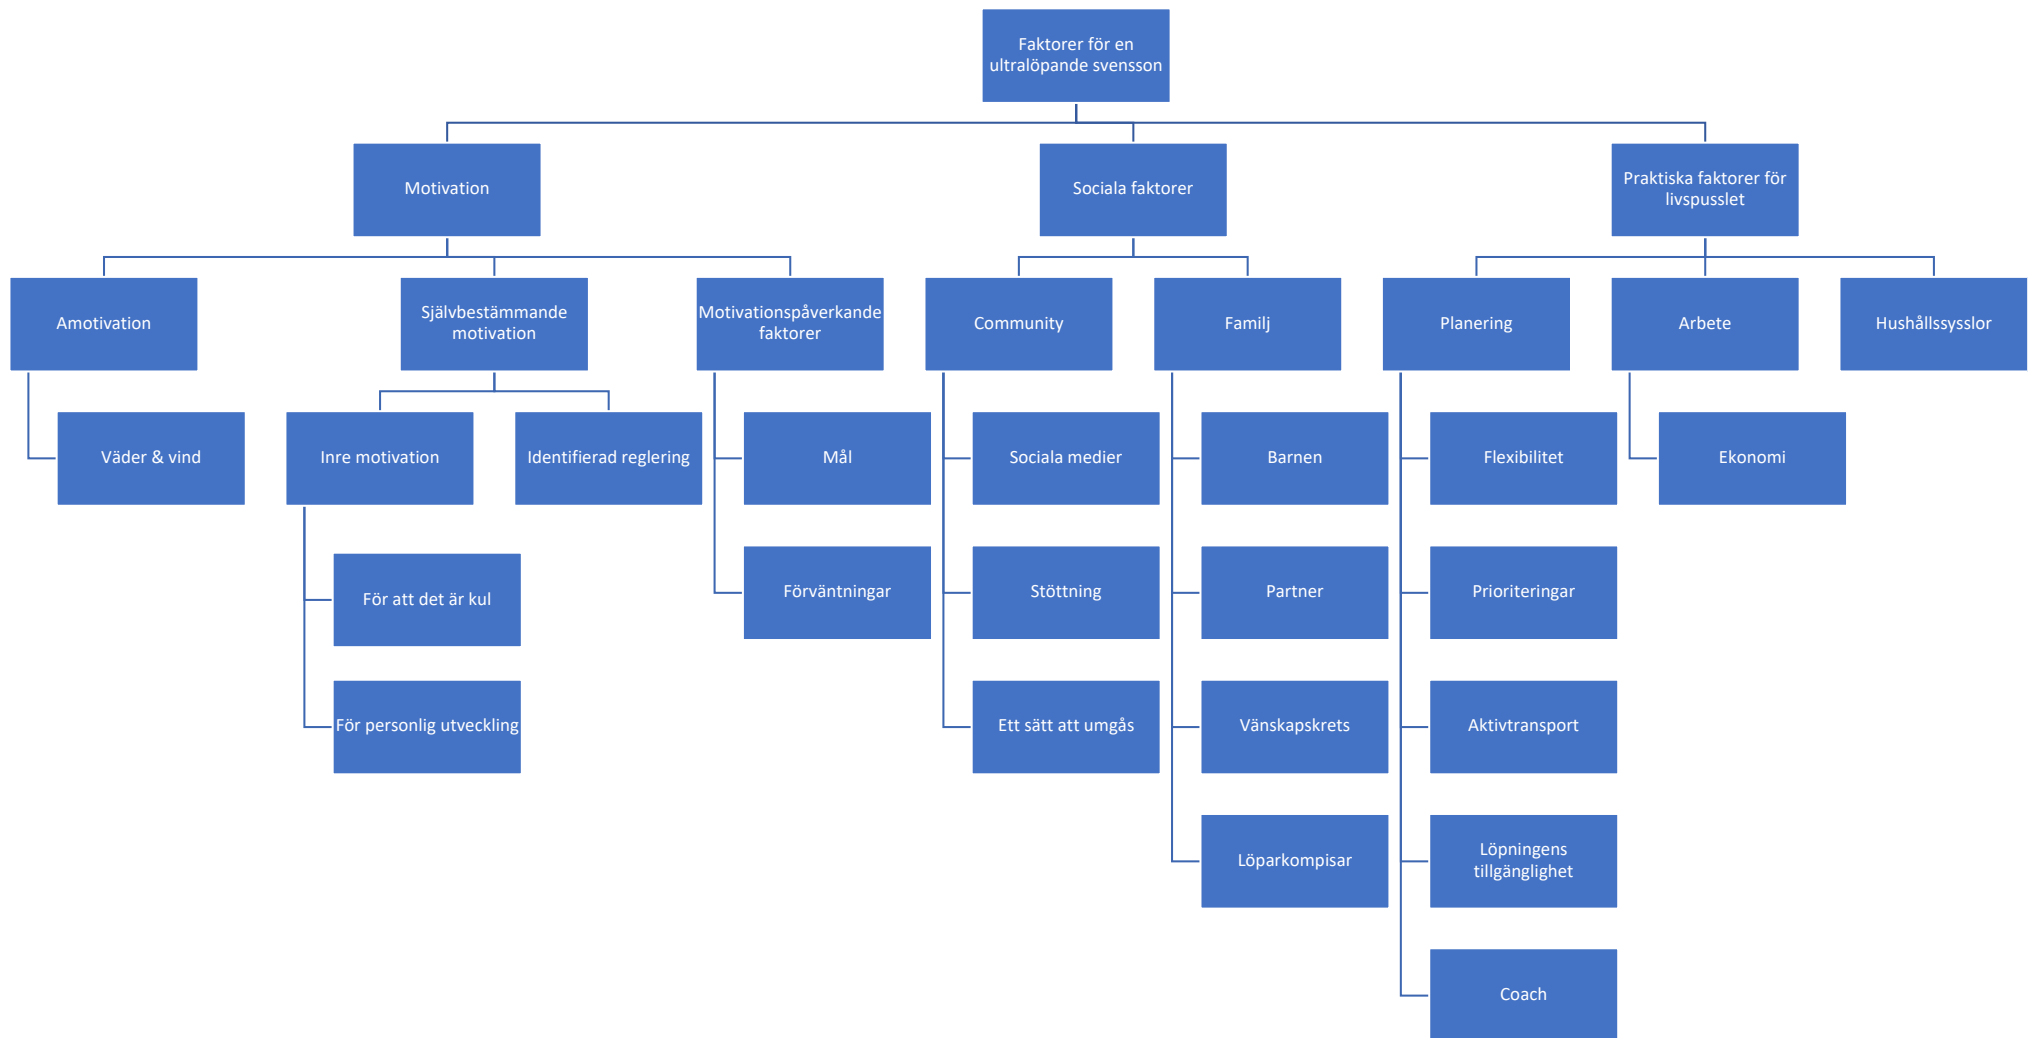 Faktorer för en
ultralöpande svensson
Motivation
Sociala faktorer
Praktiska faktorer för
livspusslet
Amotivation
Självbestämmande
motivation
Motivationspåverkande
faktorer
Community
Familj
Planering
Arbete
Hushållssysslor
Väder & vind
Inre motivation
Identifierad reglering
Mål
Sociala medier
Barnen
Flexibilitet
Ekonomi
För att det är kul
Förväntningar
Stöttning
Partner
Prioriteringar
För personlig utveckling
Ett sätt att umgås
Vänskapskrets
Aktivtransport
Löparkompisar
Löpningens
tillgänglighet
Coach